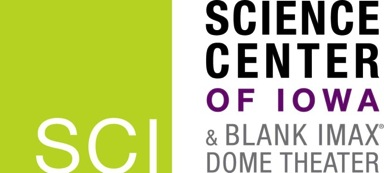 SCI
SCIENCE
CENTER
OF IOWA
& BLANK IMAX®
DOME THEATER